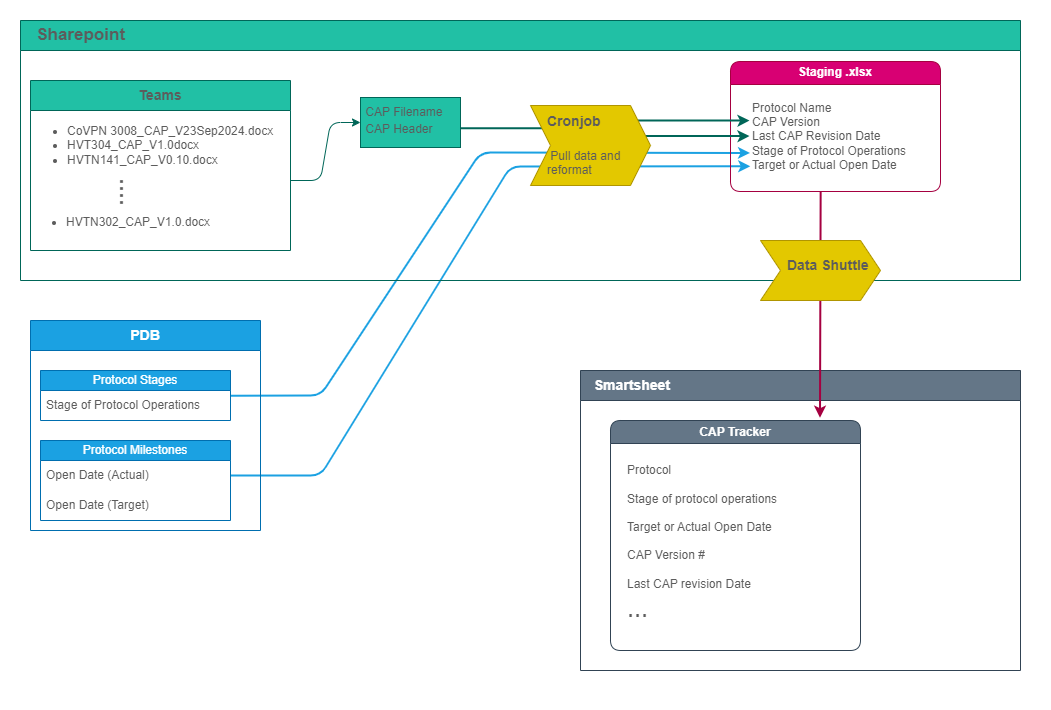 Sharepoint
Teams
CoVPN 3008_CAP_V23Sep2024.docx
HVT304_CAP_V1.0docx
HVTN141_CAP_V0.10.docx
HVTN302_CAP_V1.0.docx
CAP Filename
CAP Header
Cronjob
Pull data and
reformat
Staging .xlsx
Protocol Name
CAP Version
Last CAP Revision Date
Stage of Protocol Operations
Target or Actual Open Date
Data Shuttle
PDB
Protocol Stages
Stage of Protocol Operations
Protocol Milestones
Open Date (Actual)
Open Date (Target)
Smartsheet
CAP Tracker
Protocol
Stage of protocol operations
Target or Actual Open Date
CAP Version #
Last CAP revision Date
...